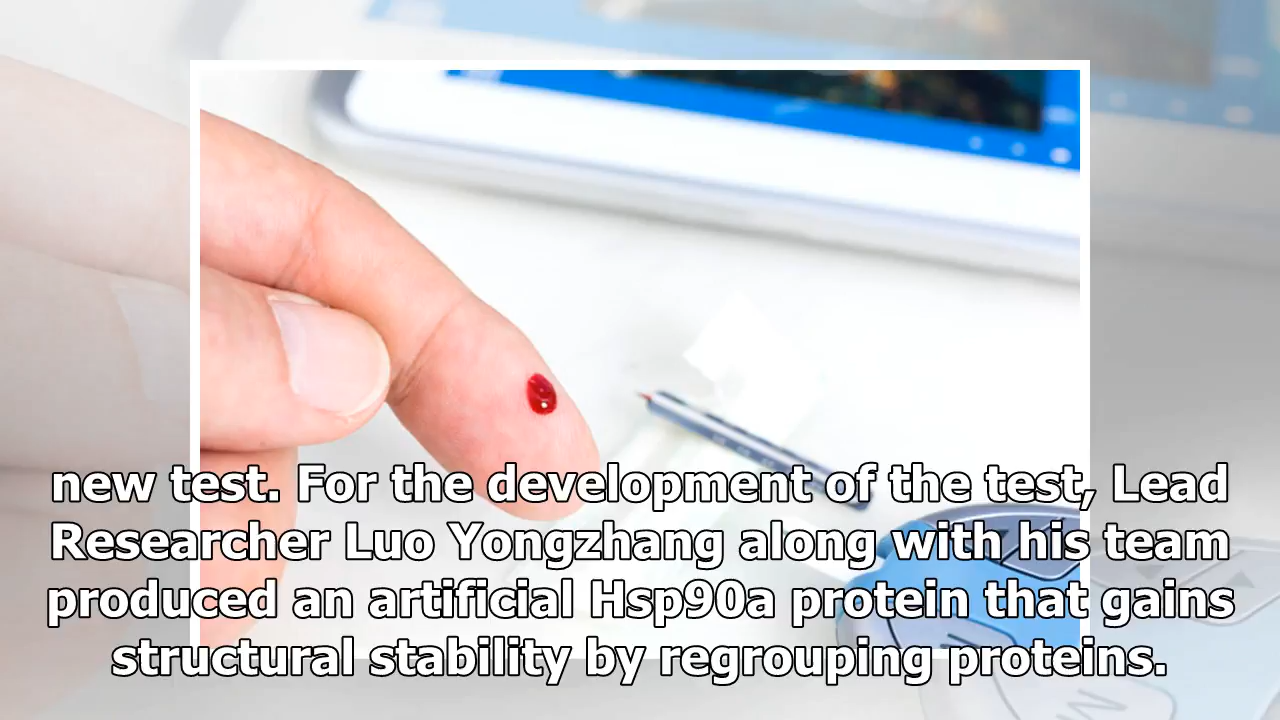 new test. For the development of the test, Lead
Researcher Luo Yongzhang along with his team
produced an artificial Hsp90a protein that gains
structural stability by regrouping proteins.